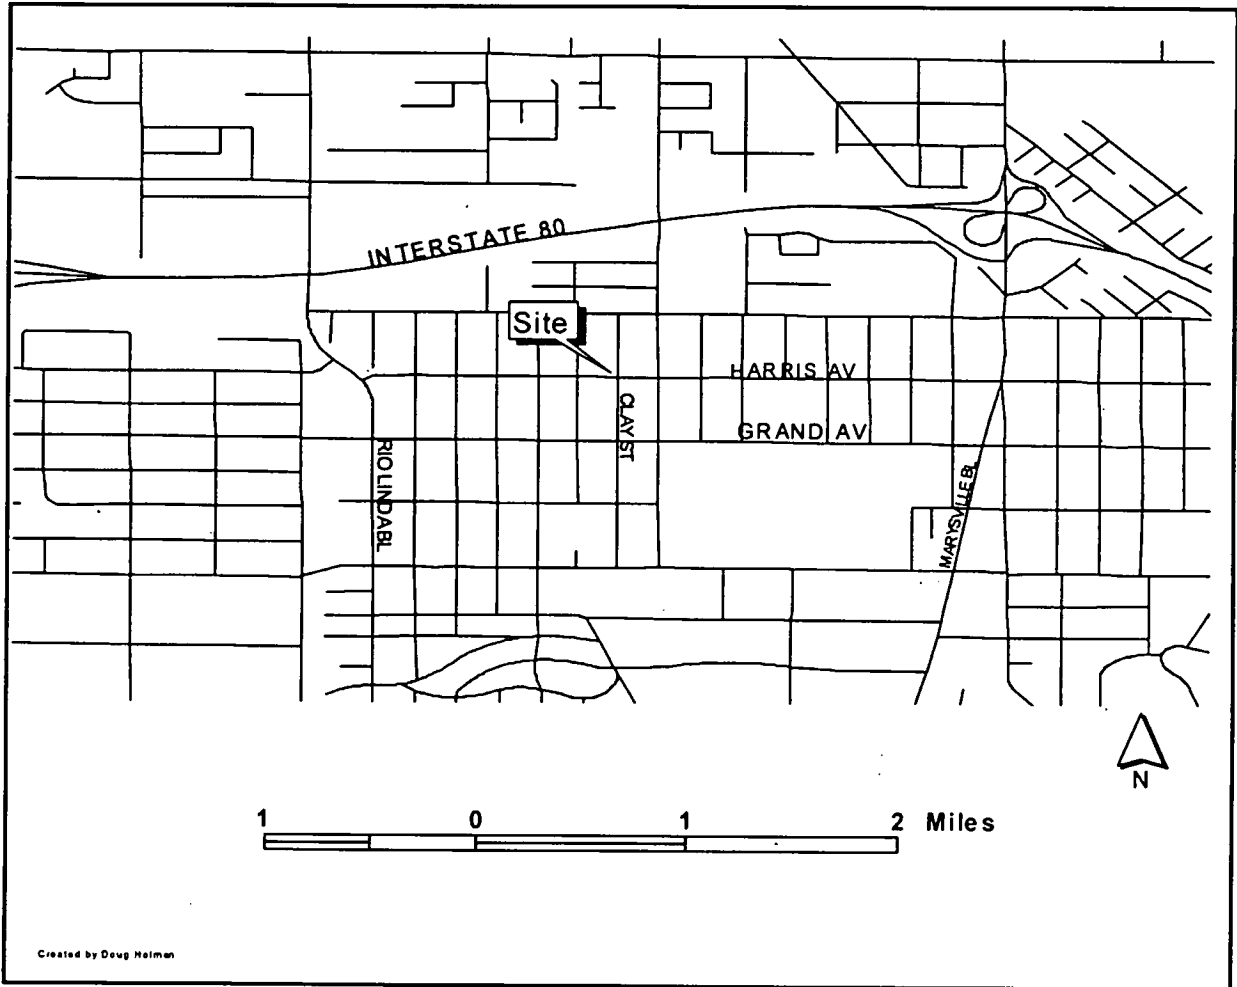 INTERSTATE 80
Site
HARRIS AV
CLAY ST
GRAND AV
RIO LINDA BL
MARYSVILLE BL
N
1 0 1 2 Miles
Created by Doug Holmen